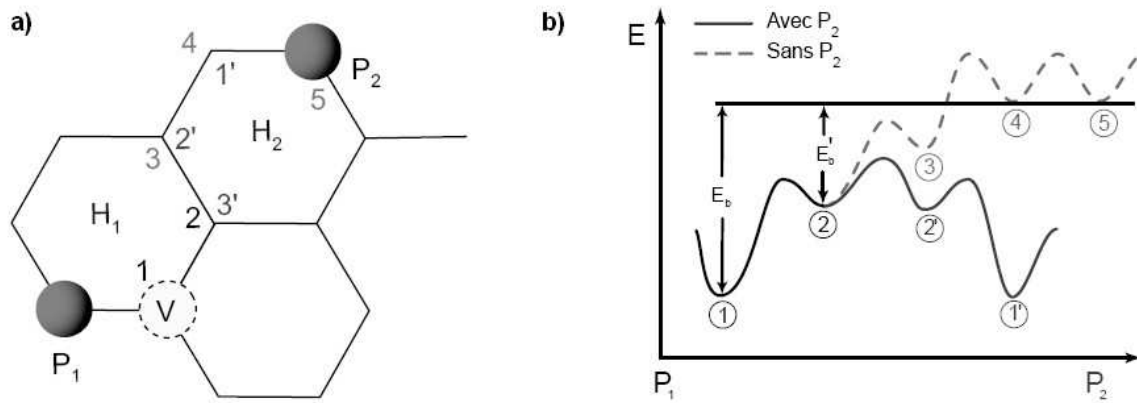 a)
4
1'
P₂
5
2'
H₂
3
3'
2
H₁
1
V
P₁
b)
E
Avec P₂
Sans P₂
4
5
E'b
3
Eb
2
2'
1
1'
P₁
P₂